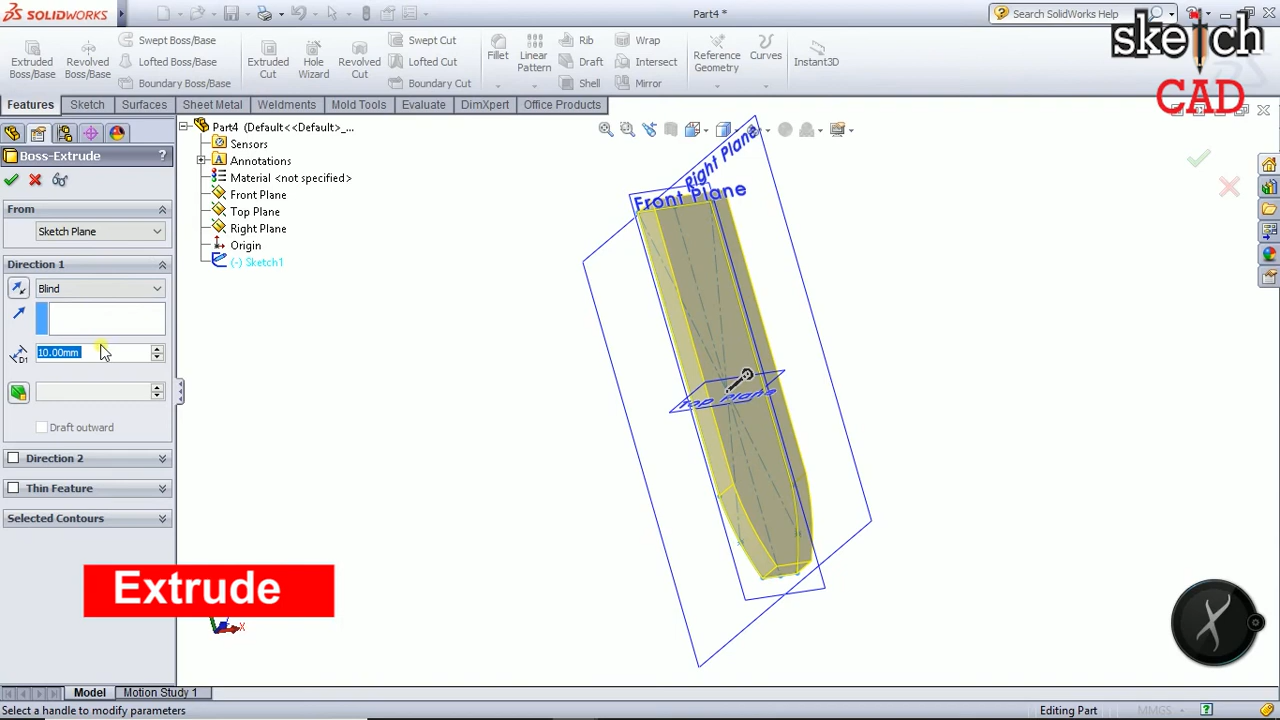 SOLIDWORKS
Part4 *
Search SolidWorks Help
sketch
CAD
Extruded
Boss/Base
Revolved
Boss/Base
Swept Boss/Base
Lofted Boss/Base
Boundary Boss/Base
Extruded
Cut
Hole
Wizard
Revolved
Cut
Swept Cut
Lofted Cut
Boundary Cut
Fillet
Linear
Pattern
Rib
Draft
Shell
Wrap
Intersect
Mirror
Reference
Geometry
Curves
Instant3D
Features
Sketch
Surfaces
Sheet Metal
Weldments
Mold Tools
Evaluate
DimXpert
Office Products
Boss-Extrude
?
From
Sketch Plane
Direction 1
Blind
D1
10.00mm
Draft outward
Direction 2
Thin Feature
Selected Contours
Part4 (Default<<Default>_...
Sensors
Annotations
Material <not specified>
Front Plane
Top Plane
Right Plane
Origin
(-) Sketch1
Right Plane
Front Plane
Top Plane
Extrude
X
Model
Motion Study 1
Select a handle to modify parameters
Editing Part
MMGS